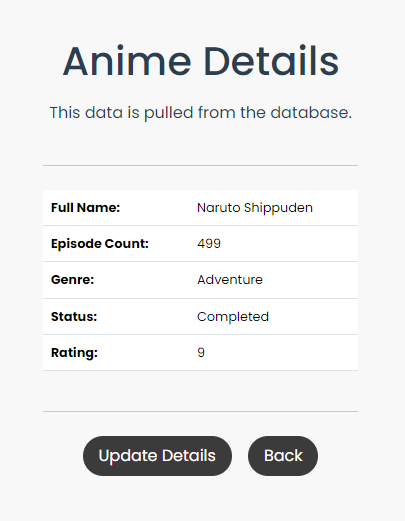 Anime Details
This data is pulled from the database.
Full Name: Naruto Shippuden
Episode Count: 499
Genre: Adventure
Status: Completed
Rating: 9
Update Details Back